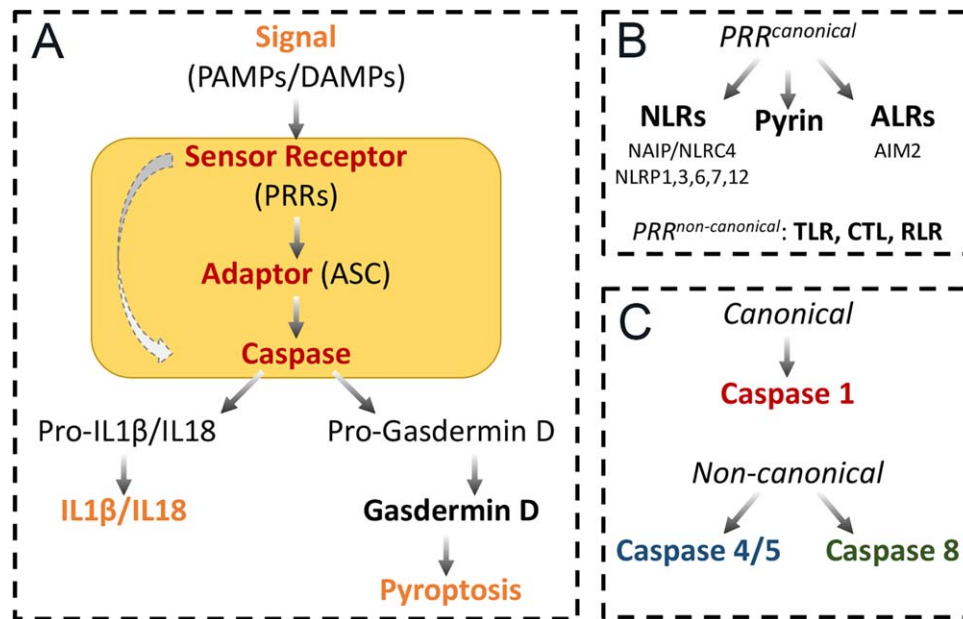 A
Signal
(PAMPs/DAMPs)
Sensor Receptor
(PRRs)
Adaptor (ASC)
Caspase
Pro-IL1β/IL18
Pro-Gasdermin D
IL1β/IL18
Gasdermin D
Pyroptosis
B
PRRcanonical
NLRs
Pyrin
ALRs
NAIP/NLRC4
AIM2
NLRP1,3,6,7,12
PRRnon-canonical: TLR, CTL, RLR
C
Canonical
Caspase 1
Non-canonical
Caspase 4/5
Caspase 8